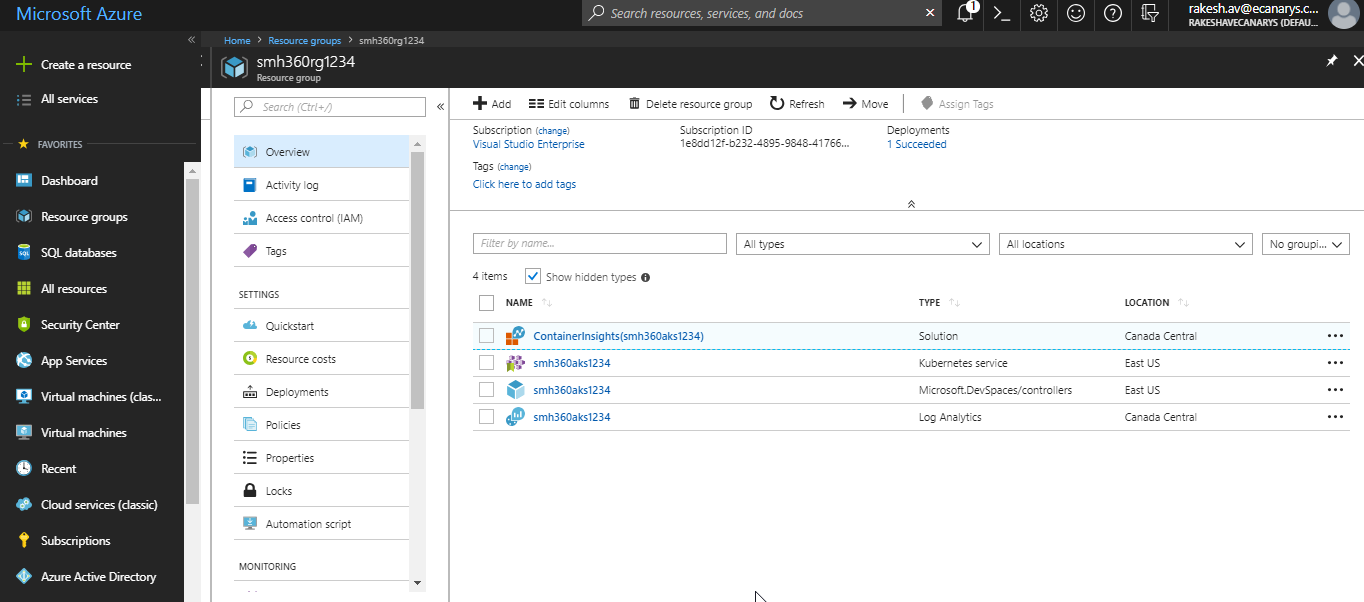 Microsoft Azure
Search resources, services, and docs
1
rakesh.av@ecanarys.c...
RAKESHAVECANARYS (DEFAU...
Home > Resource groups > smh360rg1234
smh360rg1234
Resource group
Create a resource
All services
FAVORITES
Dashboard
Resource groups
SQL databases
All resources
Security Center
App Services
Virtual machines (clas...
Virtual machines
Recent
Cloud services (classic)
Subscriptions
Azure Active Directory
Search (Ctrl+/)
Overview
Activity log
Access control (IAM)
Tags
SETTINGS
Quickstart
Resource costs
Deployments
Policies
Properties
Locks
Automation script
MONITORING
Add Edit columns Delete resource group Refresh Move Assign Tags
Subscription (change)
Visual Studio Enterprise
Subscription ID
1e8dd12f-b232-4895-9848-41766...
Deployments
1 Succeeded
Tags (change)
Click here to add tags
Filter by name... All types All locations No groupi...
4 items Show hidden types
NAME TYPE LOCATION
ContainerInsights(smh360aks1234) Solution Canada Central
smh360aks1234 Kubernetes service East US
smh360aks1234 Microsoft.DevSpaces/controllers East US
smh360aks1234 Log Analytics Canada Central